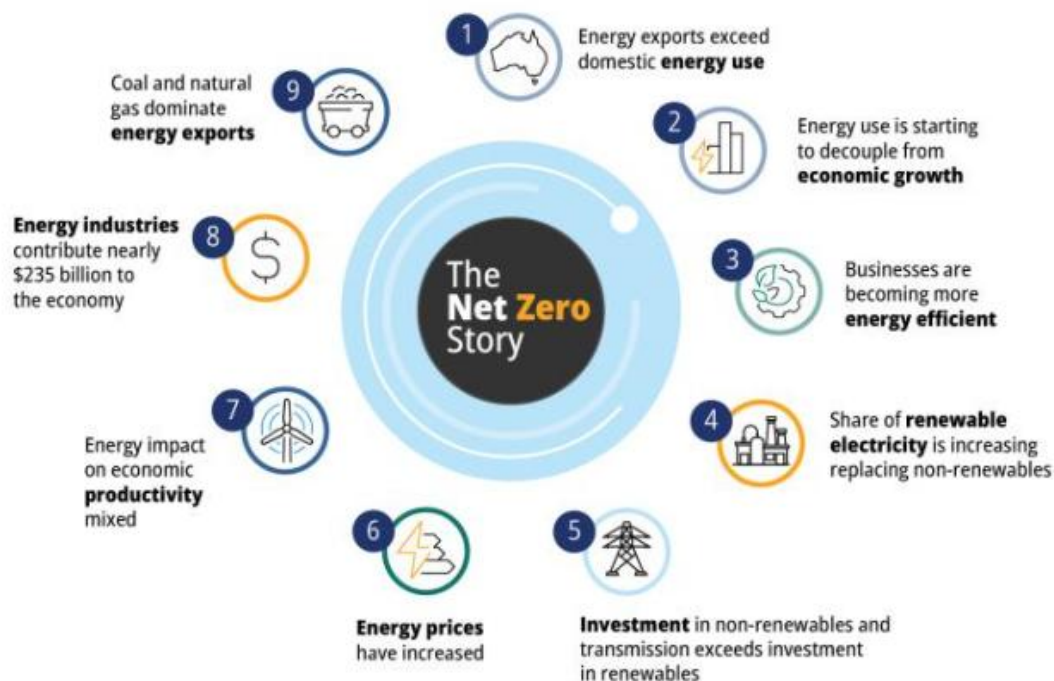 The
Net Zero
Story
1
Energy exports exceed
domestic energy use
2
Energy use is starting
to decouple from
economic growth
3
Businesses are
becoming more
energy efficient
4
Share of renewable
electricity is increasing
replacing non-renewables
5
Investment in non-renewables and
transmission exceeds investment
in renewables
6
Energy prices
have increased
7
Energy impact
on economic
productivity
mixed
8
Energy industries
contribute nearly
$235 billion to
the economy
$
9
Coal and natural
gas dominate
energy exports